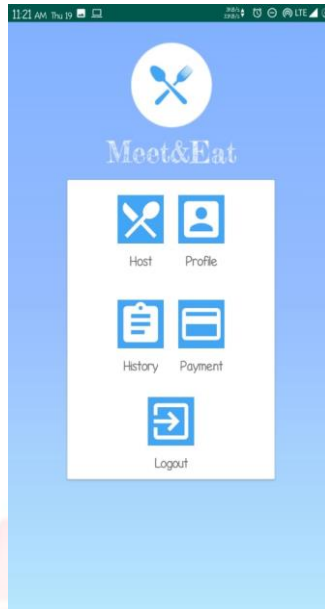 11:21 AM Thu 19
LTE
Meet&Eat
Host Profile
History Payment
Logout